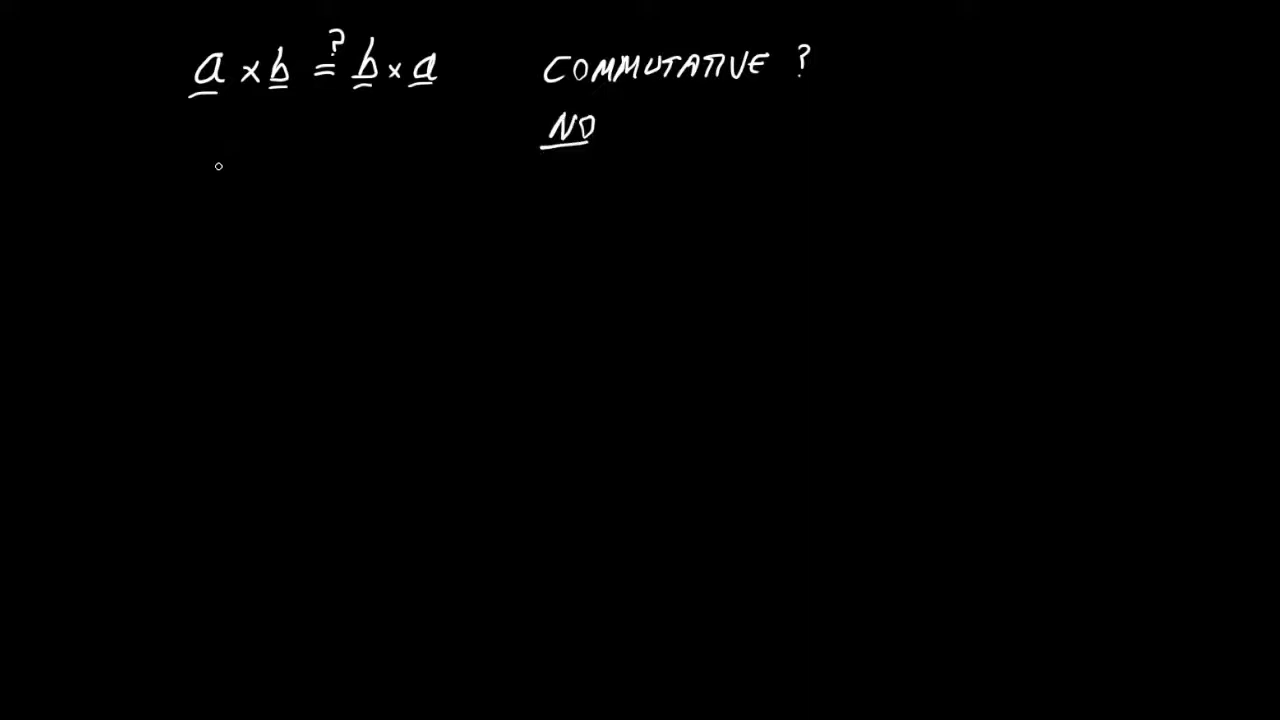 a × b =? b × a COMMUTATIVE ?
NO